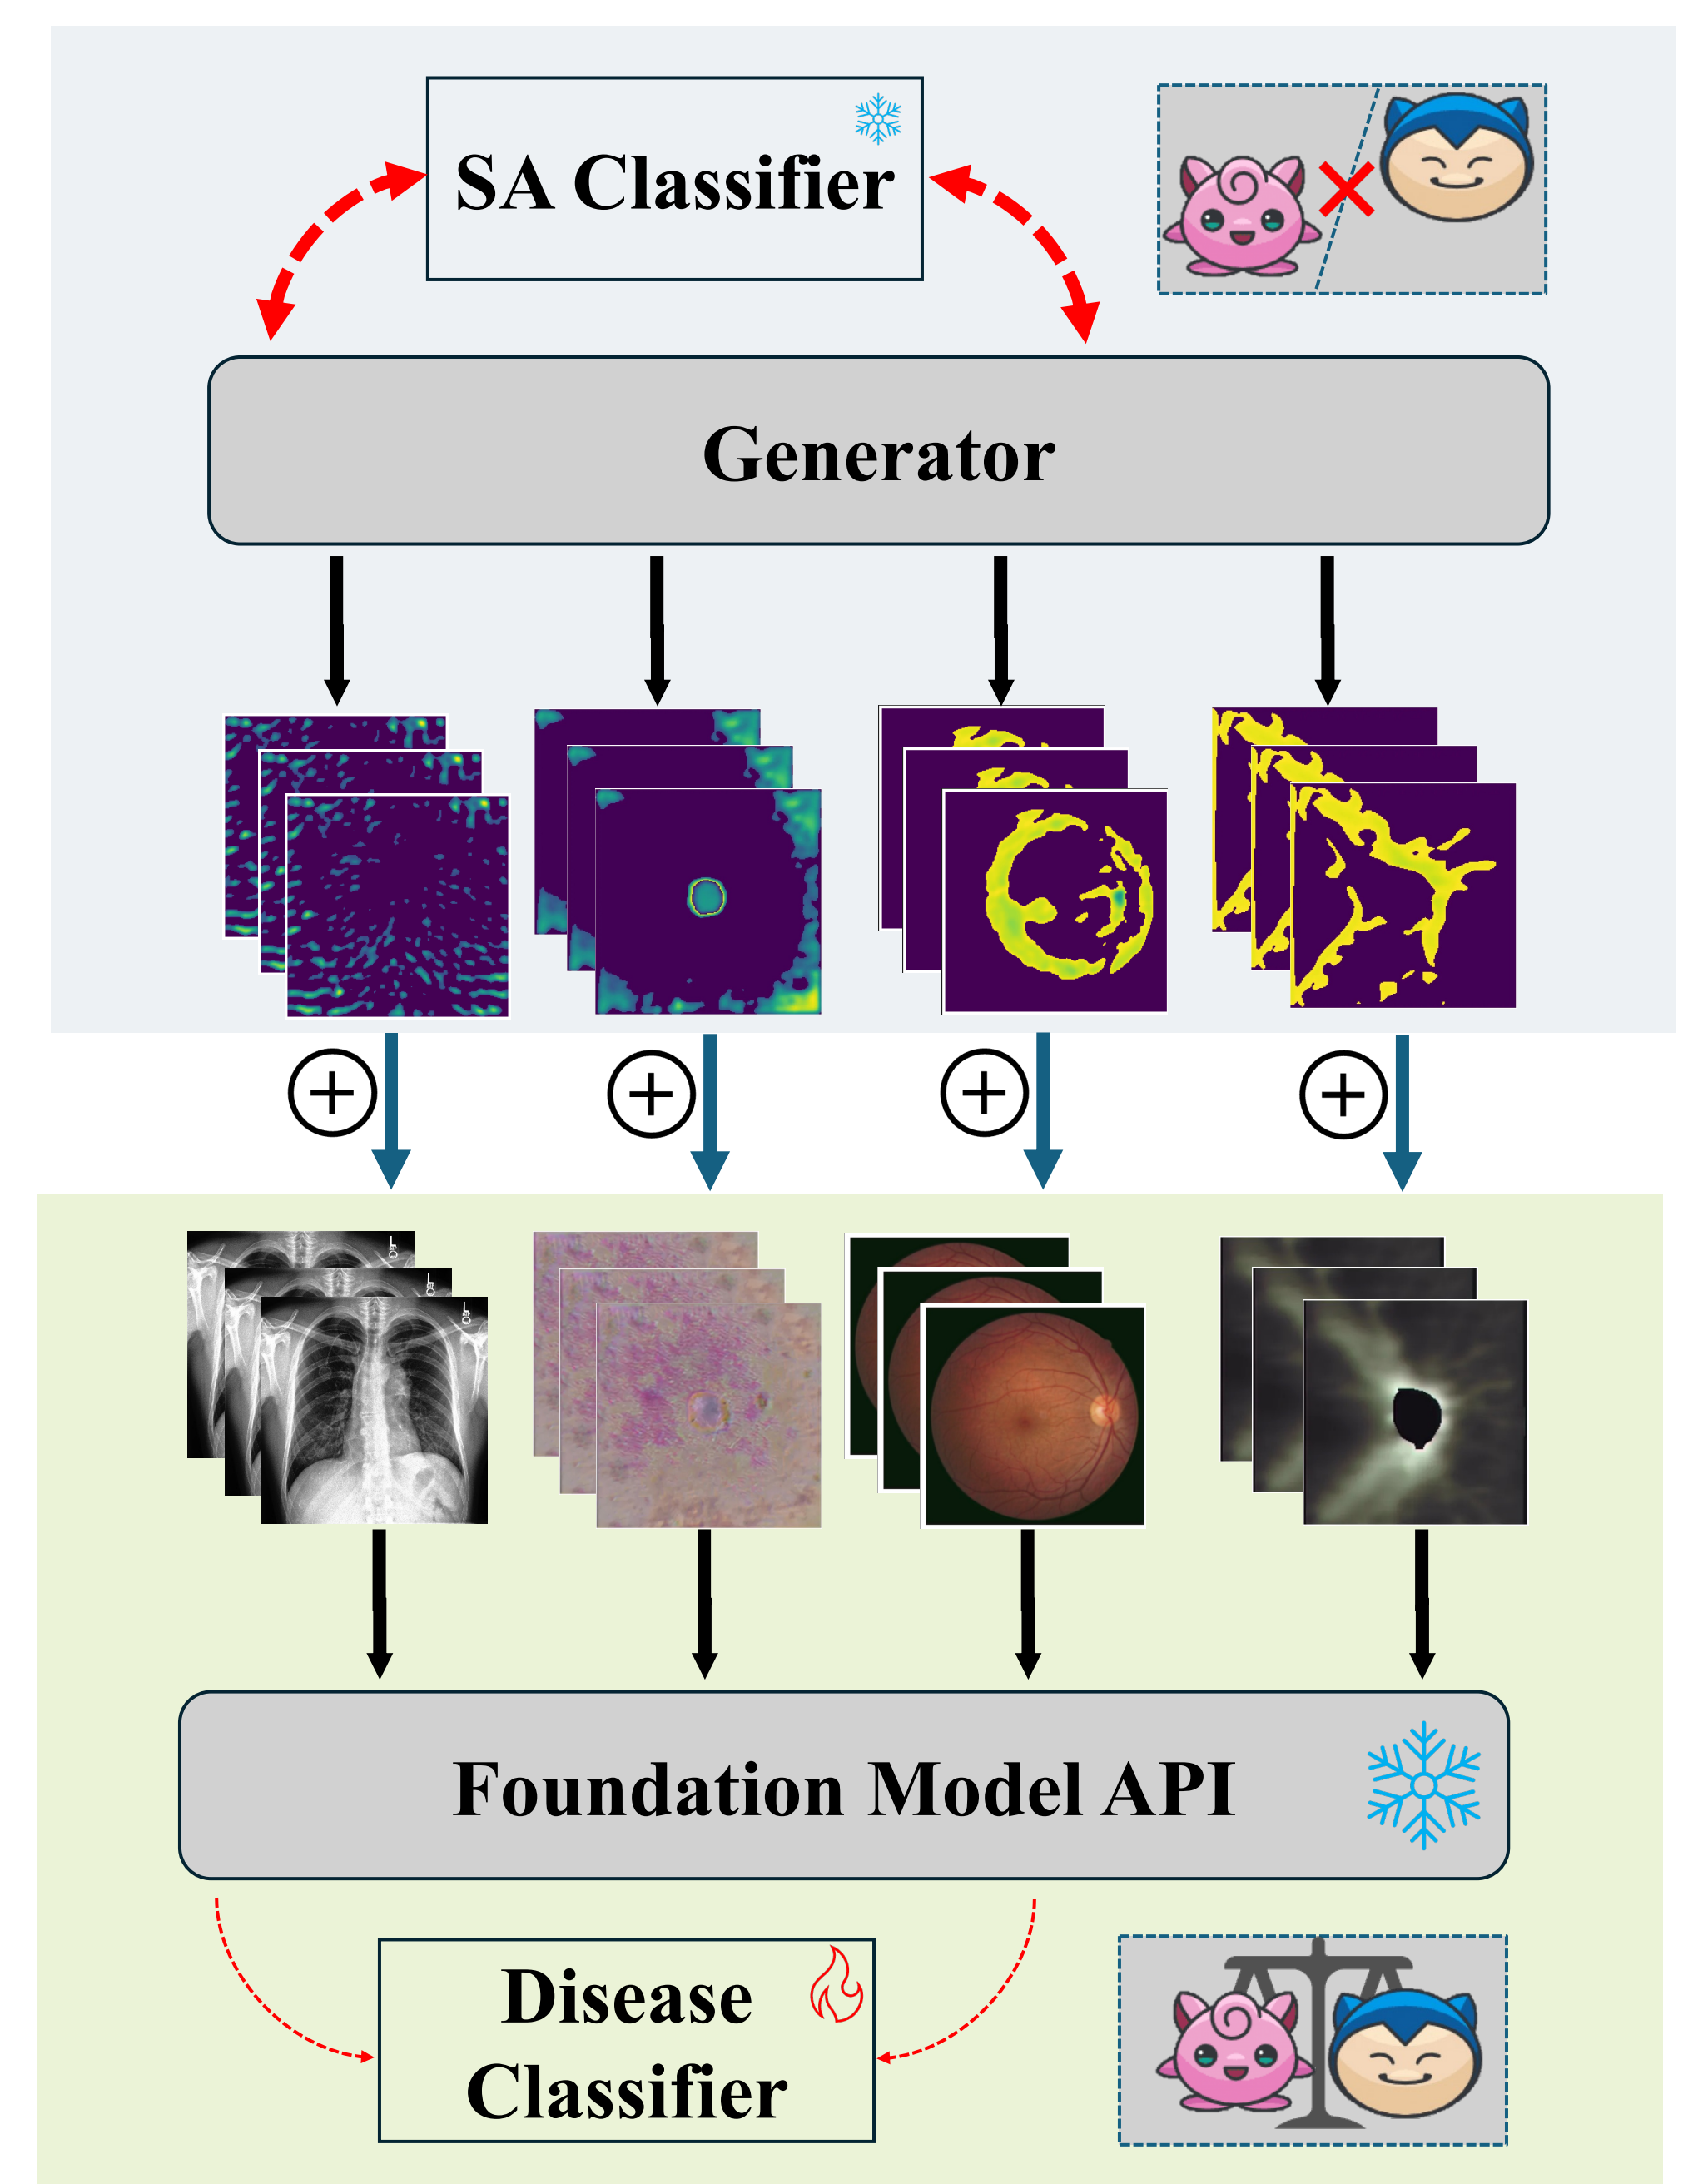 SA Classifier
Generator
Foundation Model API
Disease
Classifier